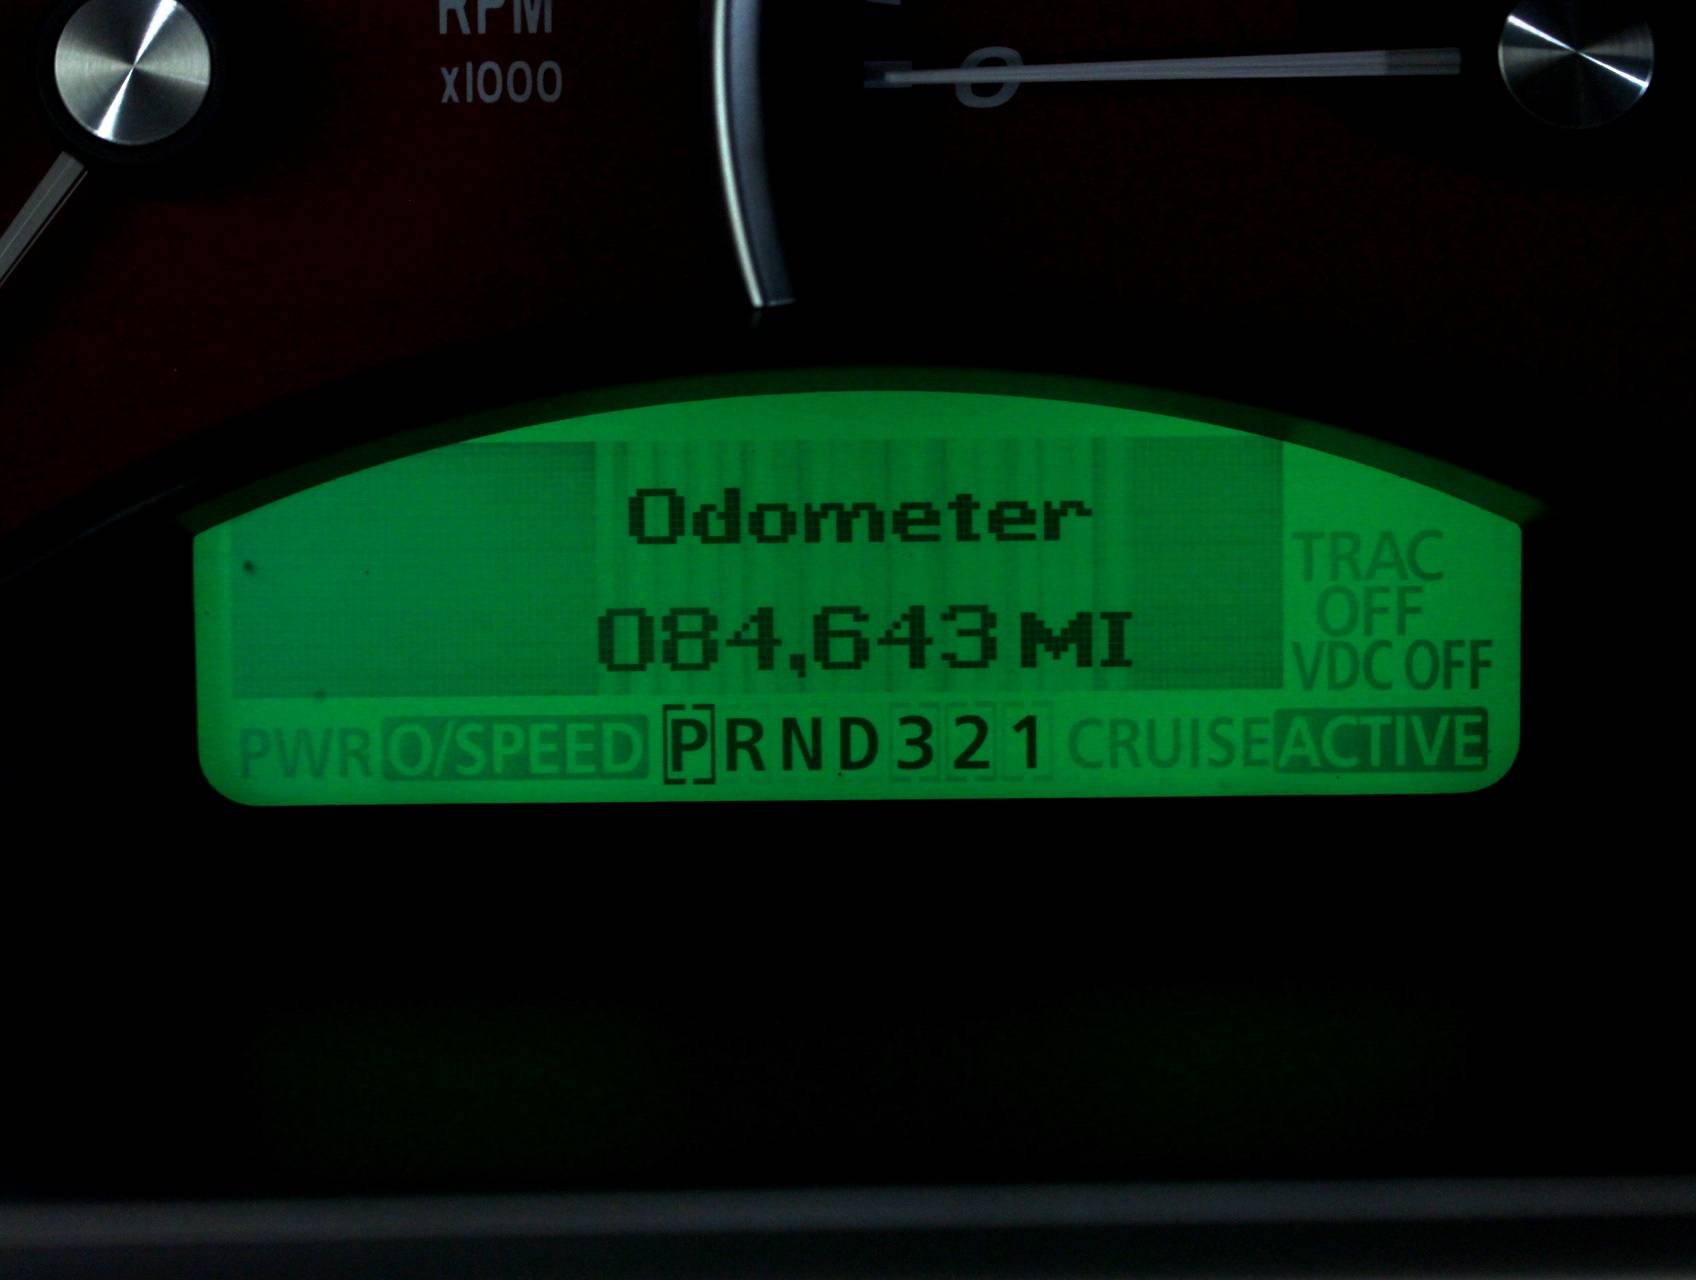 RPM
x1000
0
Odometer
084,643 MI
TRAC
OFF
VDC OFF
PWR O/SPEED P R N D 3 2 1 CRUISE ACTIVE